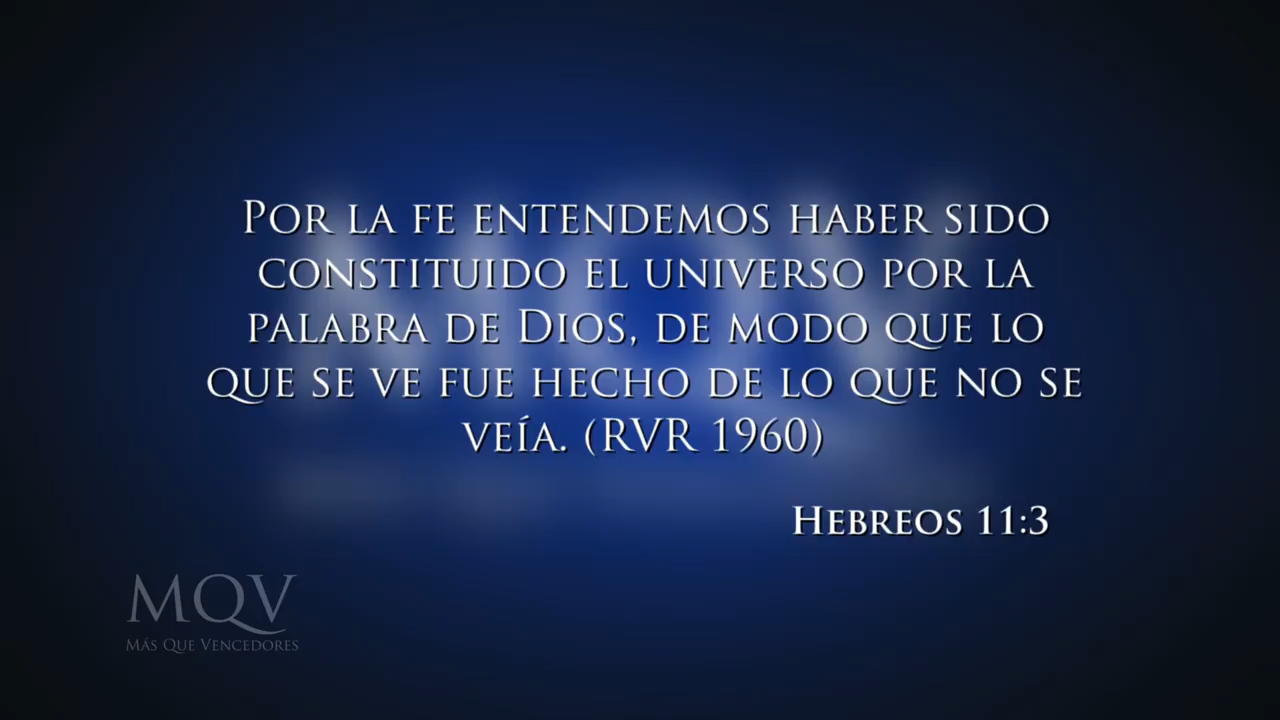 Por la fe entendemos haber sido
constituido el universo por la
palabra de Dios, de modo que lo
que se ve fue hecho de lo que no se
veía. (RVR 1960)
Hebreos 11:3
MQV
Más Que Vencedores